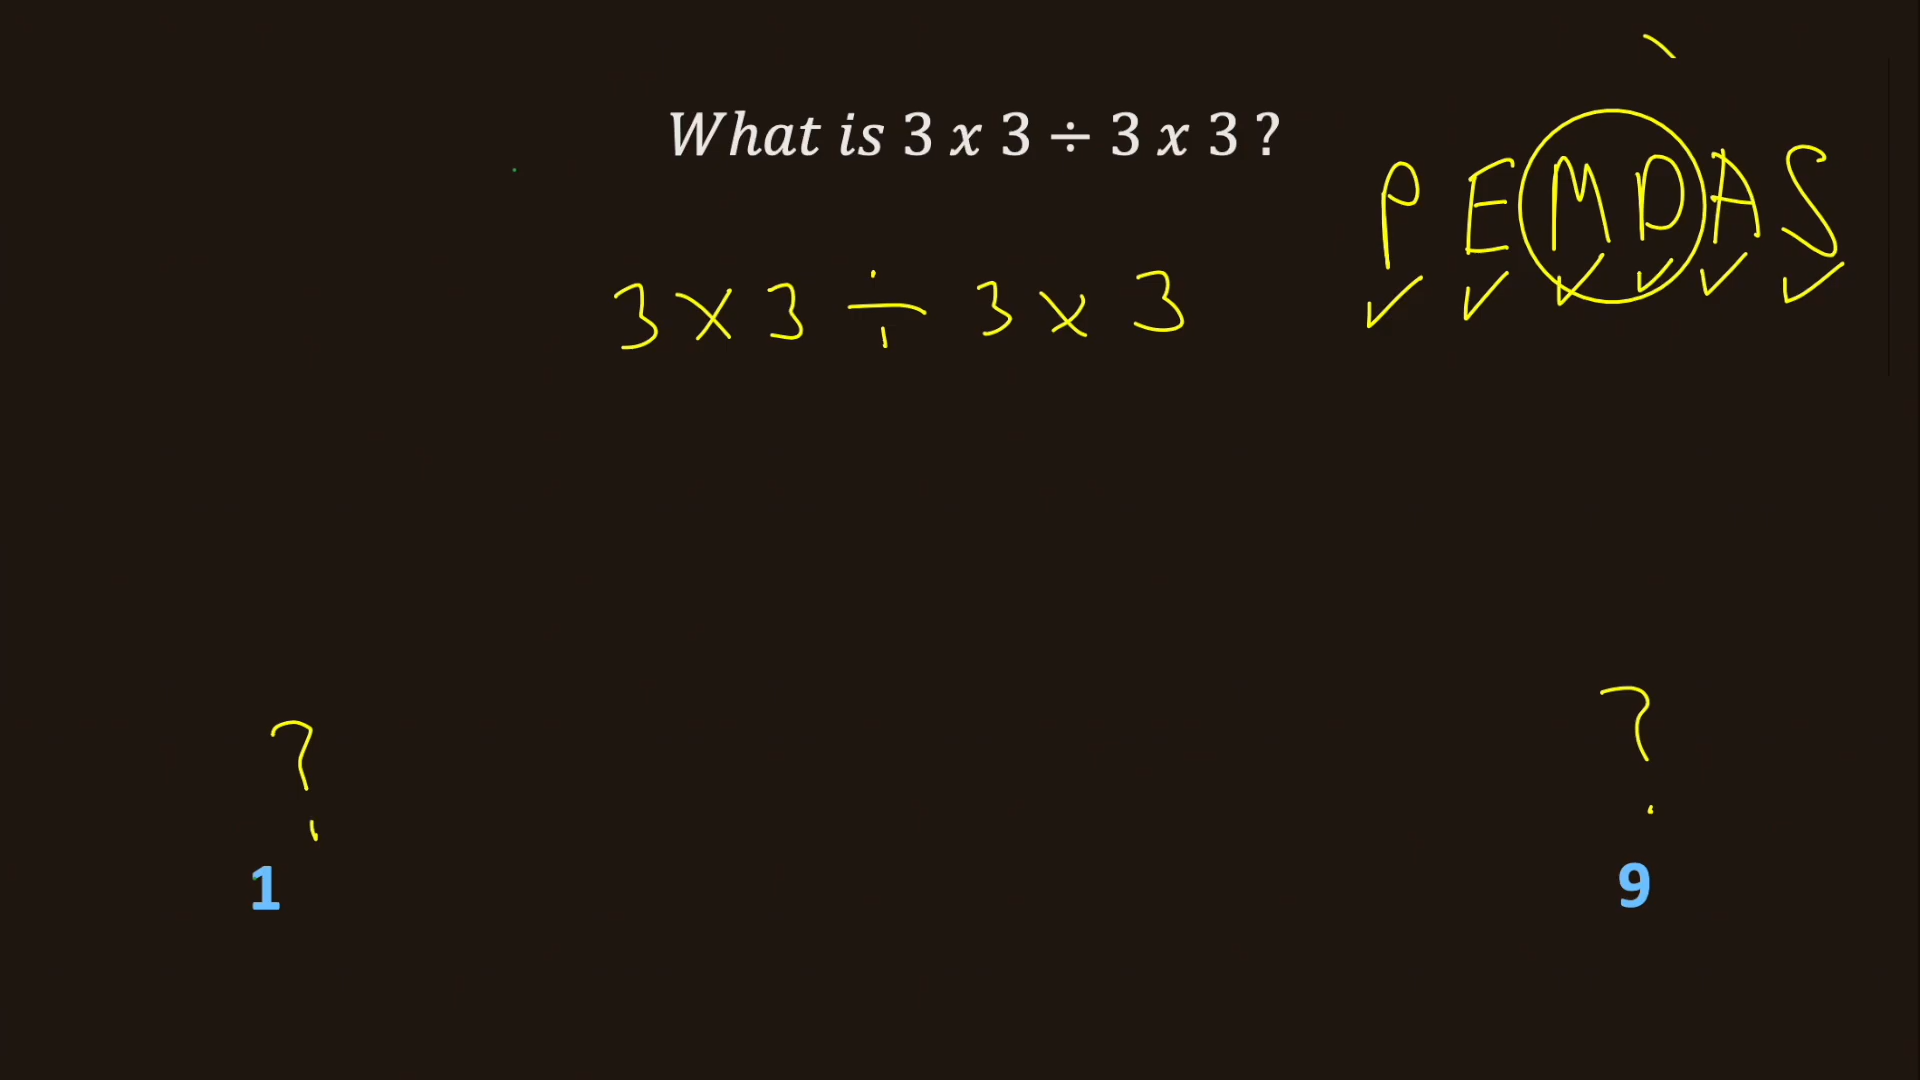 What is 3 x 3 ÷ 3 x 3 ?
PEMDAS
3 x 3 ÷ 3 x 3
? ?
1 9